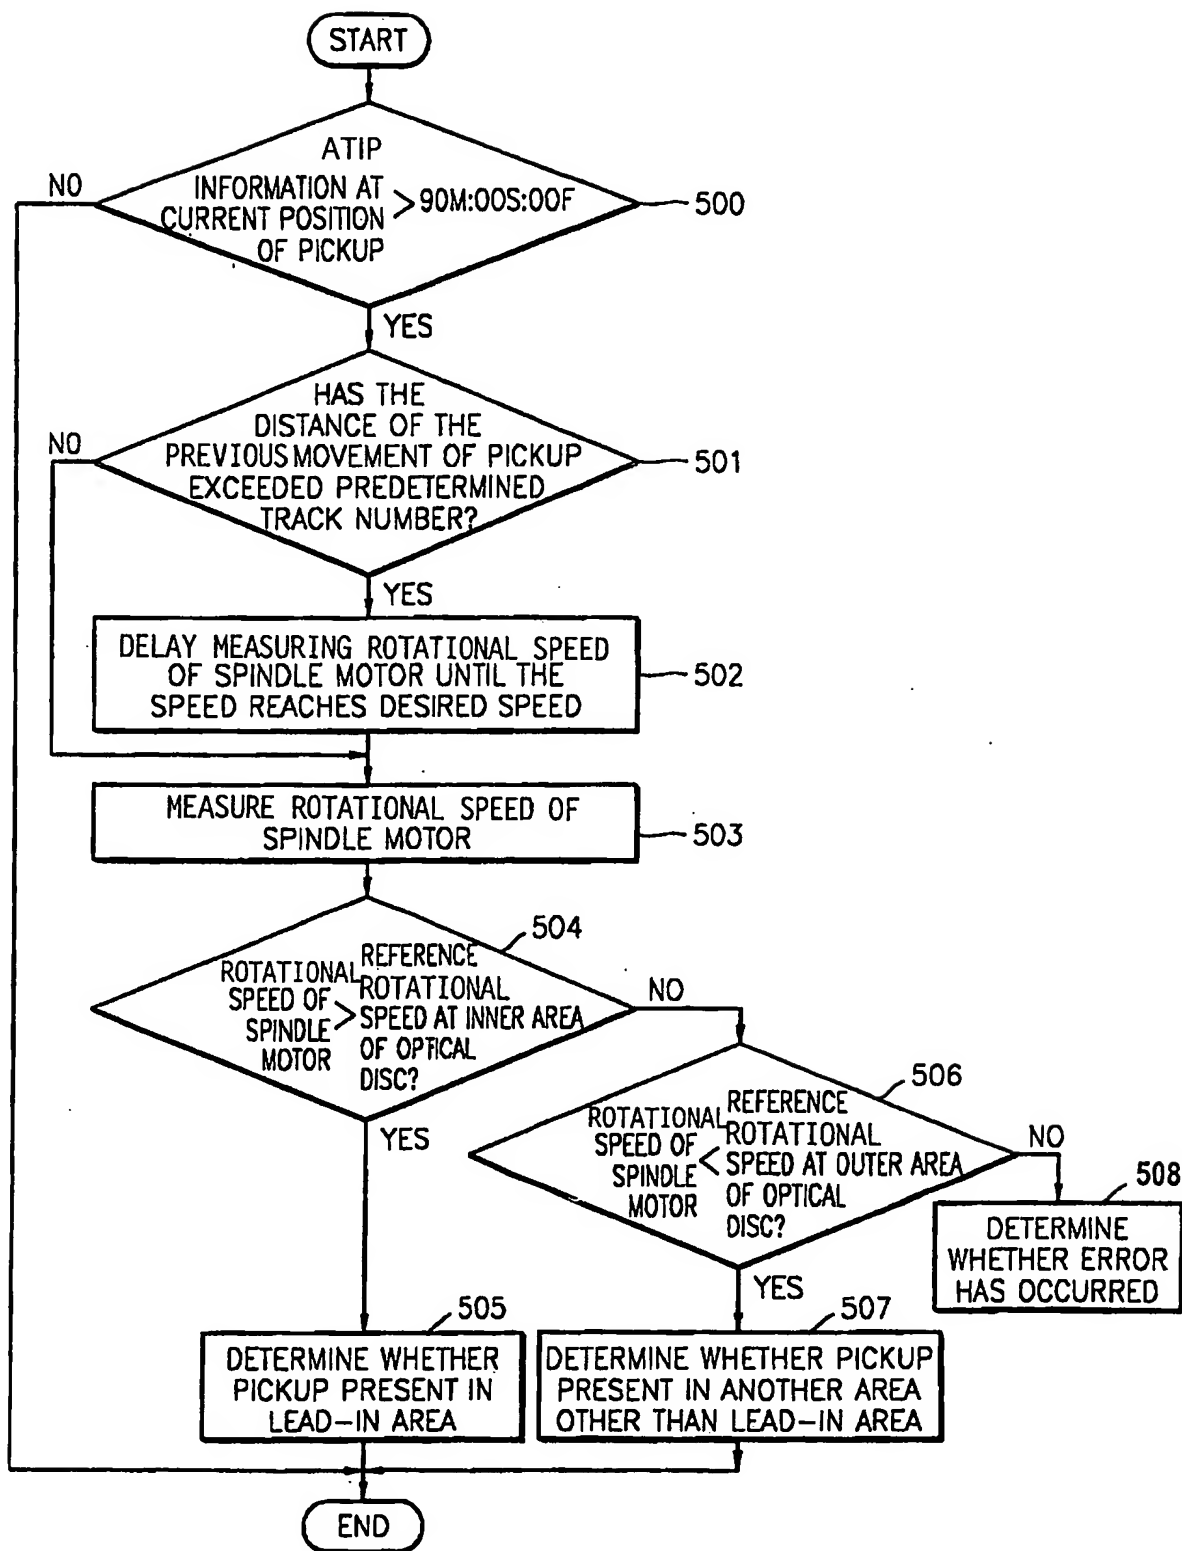 START
ATIP
INFORMATION AT
CURRENT POSITION
OF PICKUP
> 90M:00S:00F
500
NO
YES
HAS THE
DISTANCE OF THE
PREVIOUS MOVEMENT OF PICKUP
EXCEEDED PREDETERMINED
TRACK NUMBER?
501
NO
YES
DELAY MEASURING ROTATIONAL SPEED
OF SPINDLE MOTOR UNTIL THE
SPEED REACHES DESIRED SPEED
502
MEASURE ROTATIONAL SPEED OF
SPINDLE MOTOR
503
504
ROTATIONAL
SPEED OF
SPINDLE
MOTOR
>
REFERENCE
ROTATIONAL
SPEED AT INNER AREA
OF OPTICAL
DISC?
NO
YES
506
ROTATIONAL
SPEED OF
SPINDLE
MOTOR
<
REFERENCE
ROTATIONAL
SPEED AT OUTER AREA
OF OPTICAL
DISC?
NO
YES
508
DETERMINE
WHETHER ERROR
HAS OCCURRED
505
DETERMINE WHETHER
PICKUP PRESENT IN
LEAD-IN AREA
507
DETERMINE WHETHER PICKUP
PRESENT IN ANOTHER AREA
OTHER THAN LEAD-IN AREA
END